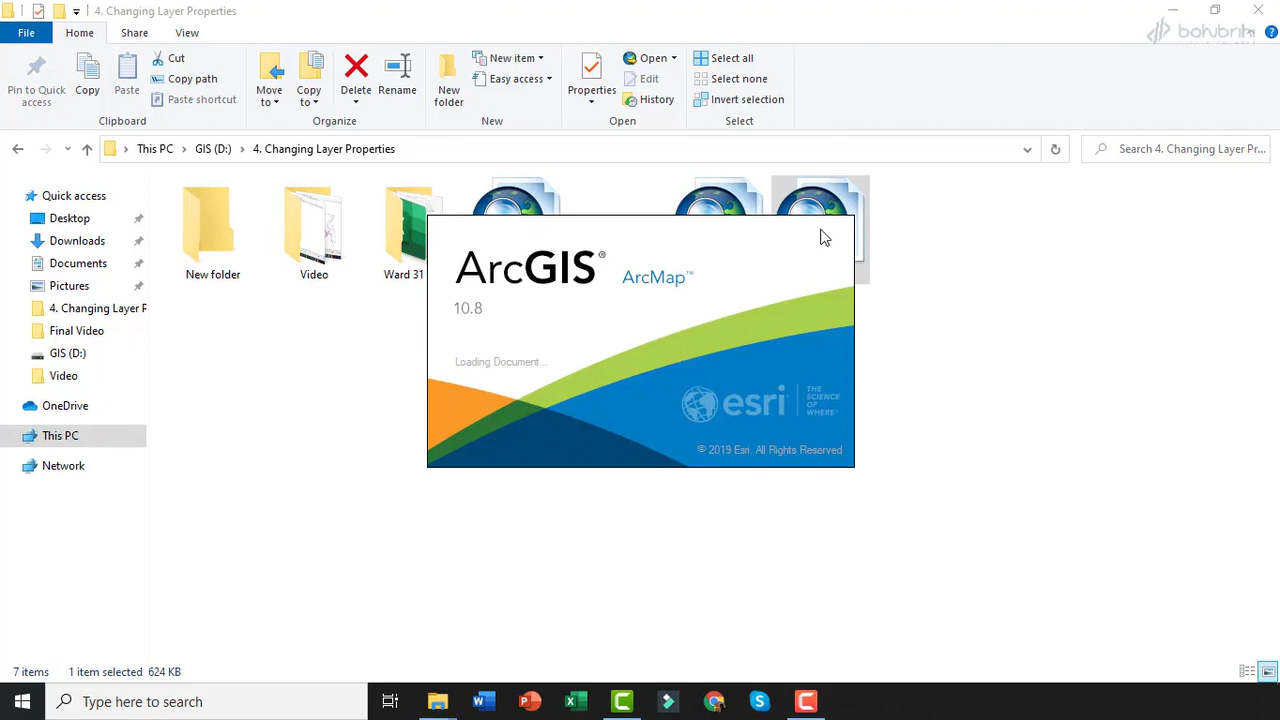 4. Changing Layer Properties
bahubrih
File
Home
Share
View
Pin to Quick access
Copy
Paste
Cut
Copy path
Paste shortcut
Clipboard
Move to
Copy to
Delete
Rename
Organize
New folder
New item
Easy access
New
Properties
Open
Edit
History
Open
Select all
Select none
Invert selection
Select
This PC
GIS (D:)
4. Changing Layer Properties
Search 4. Changing Layer Pr...
Quick access
Desktop
Downloads
Documents
Pictures
4. Changing Layer P
Final Video
GIS (D:)
Video
OneDrive
This PC
Network
New folder
Video
Ward 31
ArcGIS®
ArcMap™
10.8
Loading Document...
esri
THE
SCIENCE
OF
WHERE®
© 2019 Esri. All Rights Reserved
7 items
1 item selected 624 KB
Type here to search